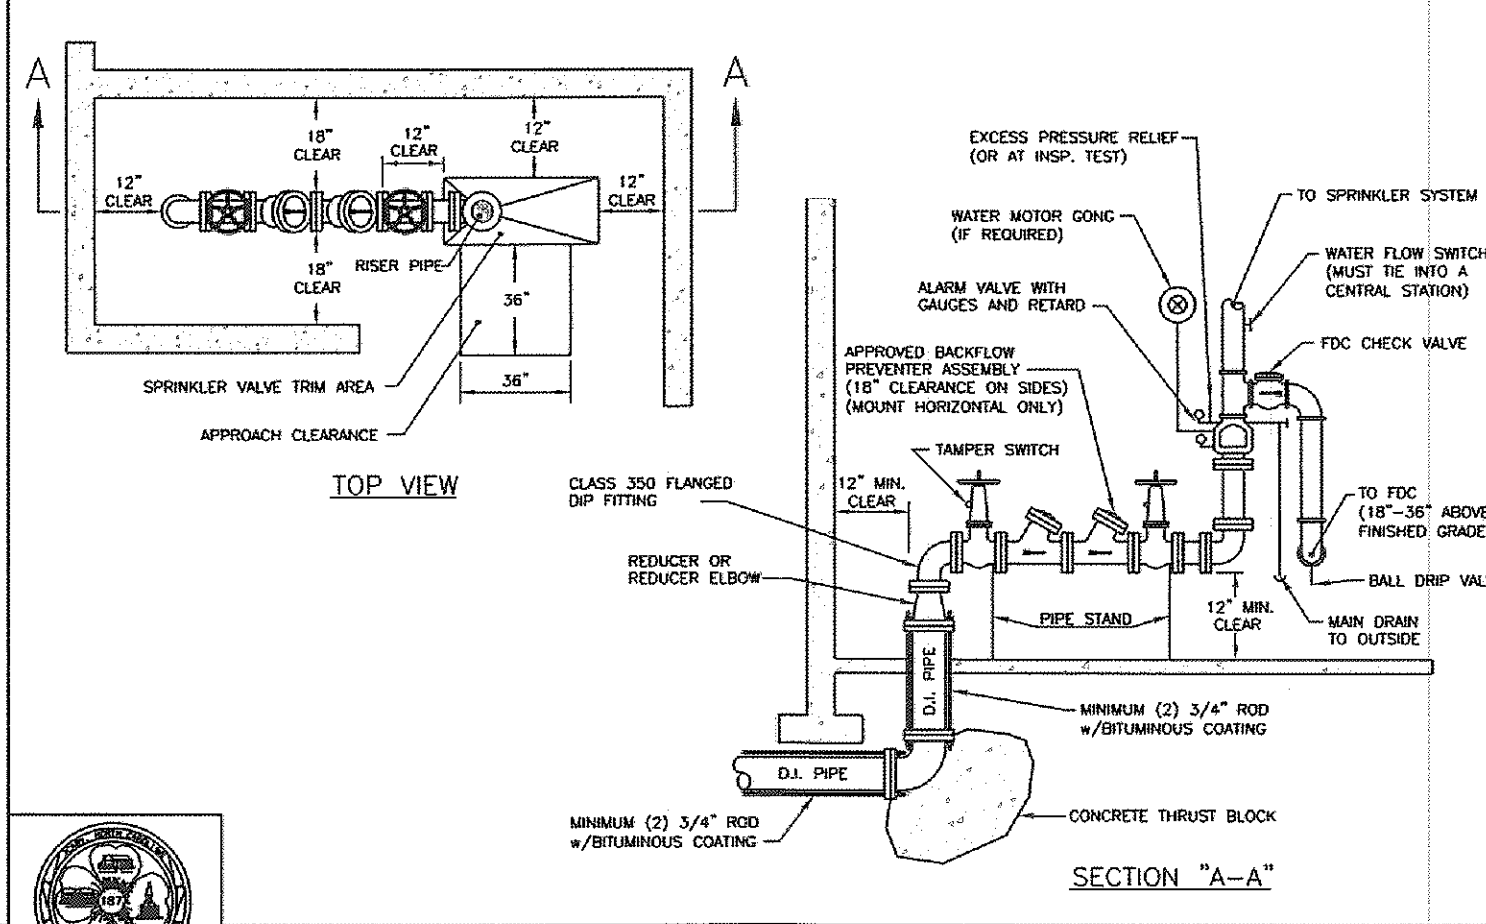 A
A
18"
CLEAR
12"
CLEAR
12"
CLEAR
12"
CLEAR
12"
CLEAR
RISER PIPE
18"
CLEAR
36"
36"
SPRINKLER VALVE TRIM AREA
APPROACH CLEARANCE
TOP VIEW
EXCESS PRESSURE RELIEF
(OR AT INSP. TEST)
TO SPRINKLER SYSTEM
WATER MOTOR GONG
(IF REQUIRED)
WATER FLOW SWITCH
(MUST TIE INTO A
CENTRAL STATION)
ALARM VALVE WITH
GAUGES AND RETARD
FDC CHECK VALVE
APPROVED BACKFLOW
PREVENTER ASSEMBLY
(18" CLEARANCE ON SIDES)
(MOUNT HORIZONTAL ONLY)
TAMPER SWITCH
CLASS 350 FLANGED
DIP FITTING
12" MIN.
CLEAR
TO FDC
(18"-36" ABOVE
FINISHED GRADE
REDUCER OR
REDUCER ELBOW
BALL DRIP VAL
PIPE STAND
12" MIN.
CLEAR
MAIN DRAIN
TO OUTSIDE
D.I. PIPE
MINIMUM (2) 3/4" ROD
w/BITUMINOUS COATING
D.I. PIPE
MINIMUM (2) 3/4" ROD
w/BITUMINOUS COATING
CONCRETE THRUST BLOCK
SECTION "A-A"
NORTH CAROLINA
187